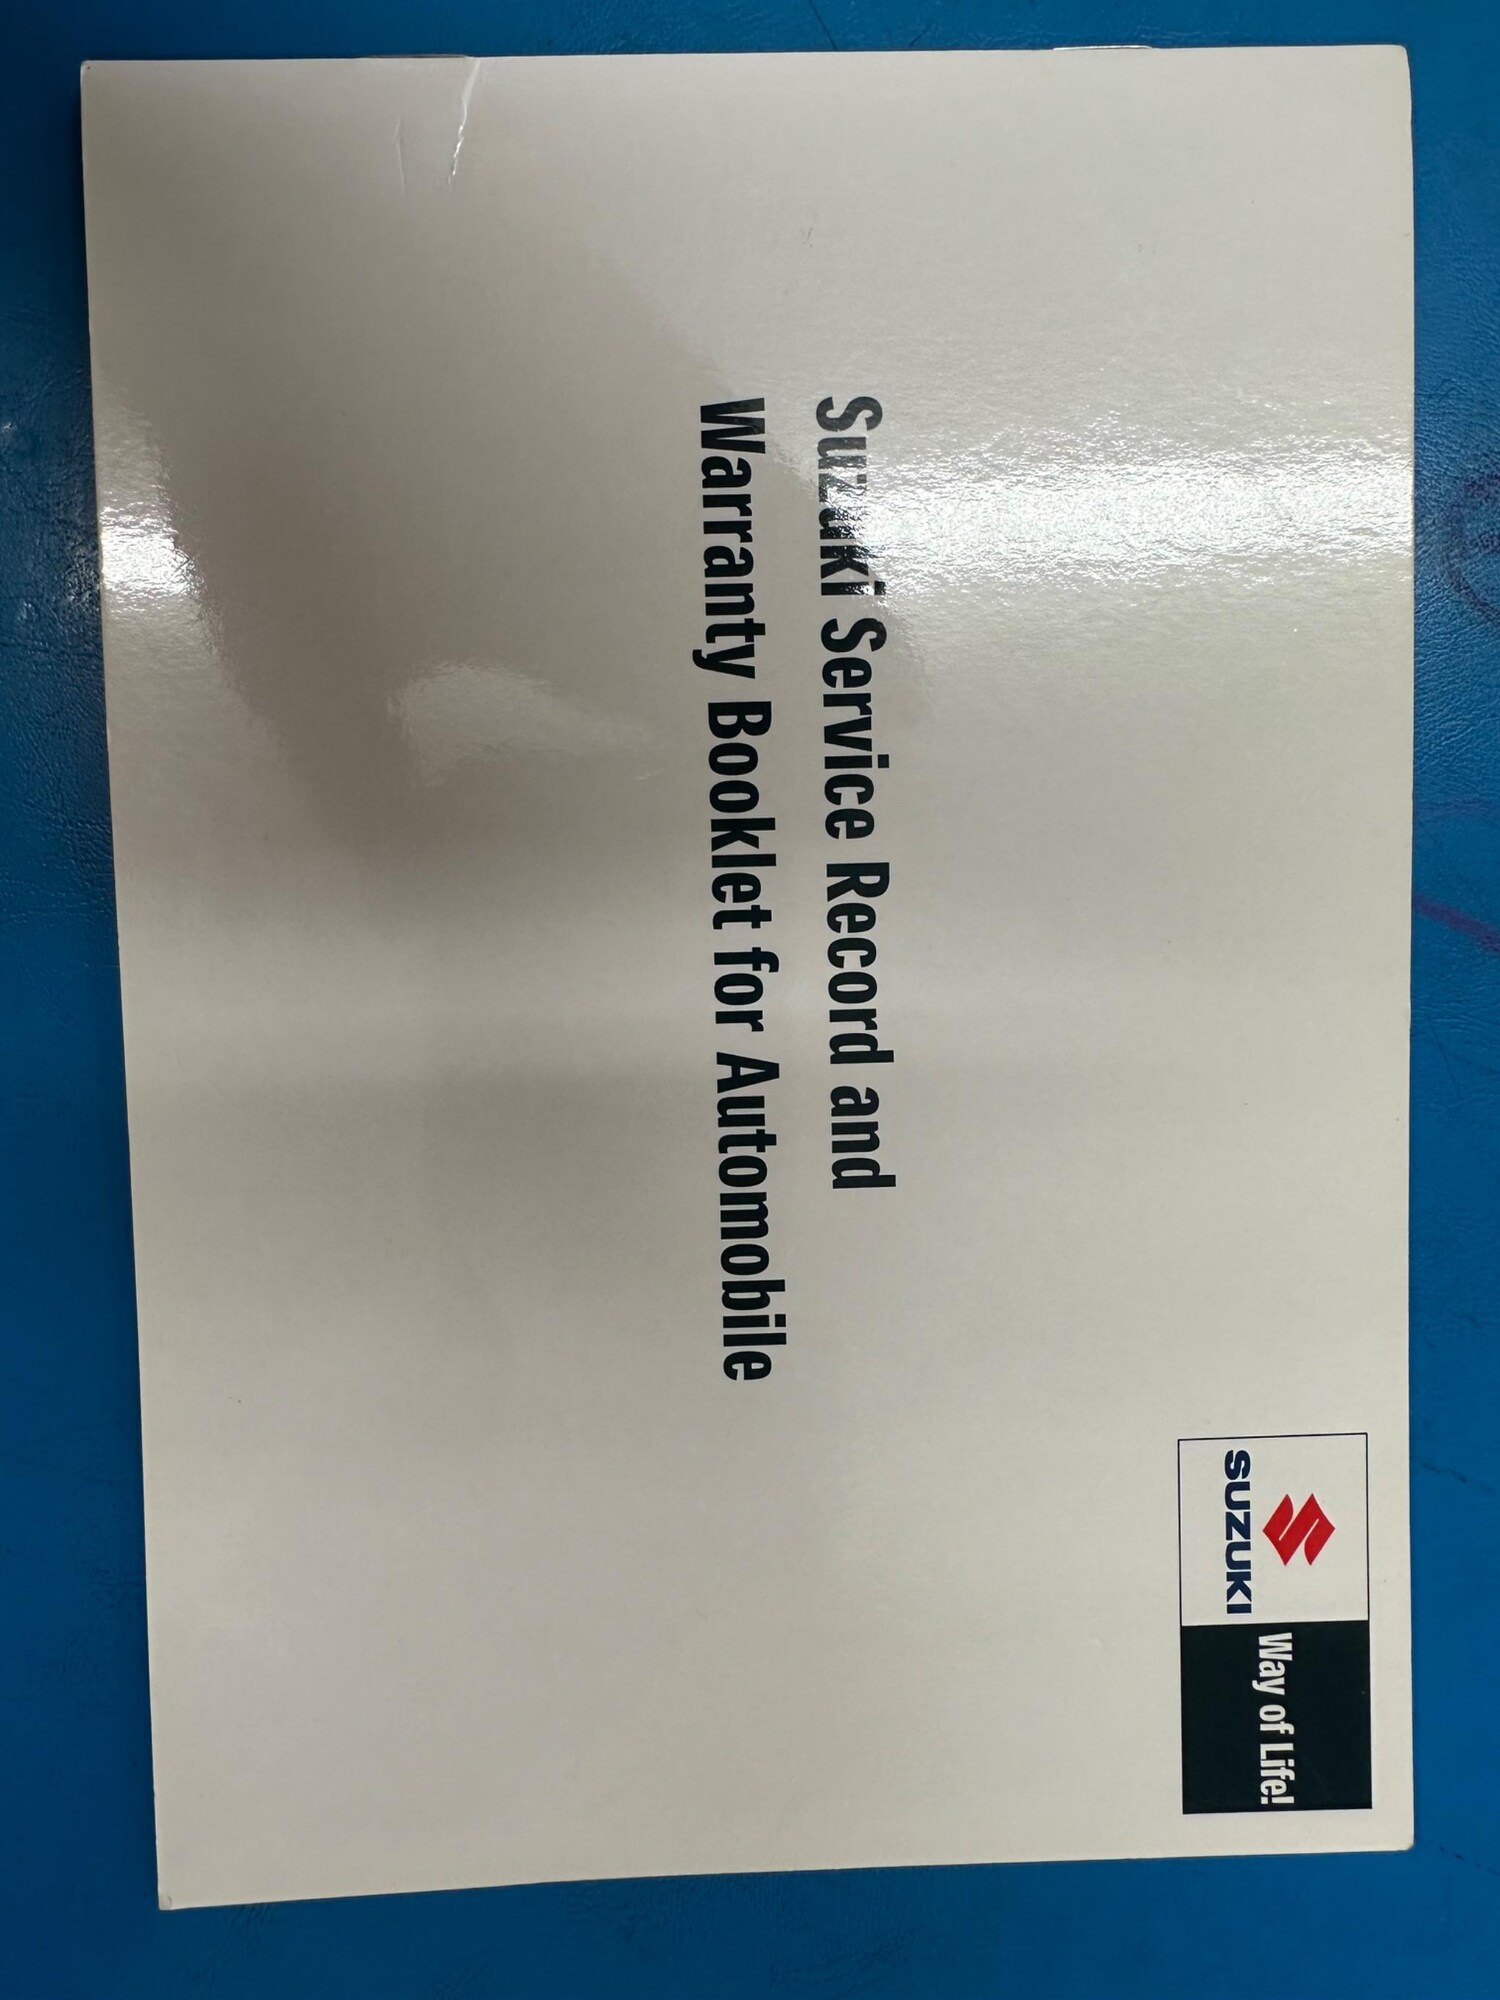 SUZUKI
Way of Life!
Suzuki Service Record and
Warranty Booklet for Automobile